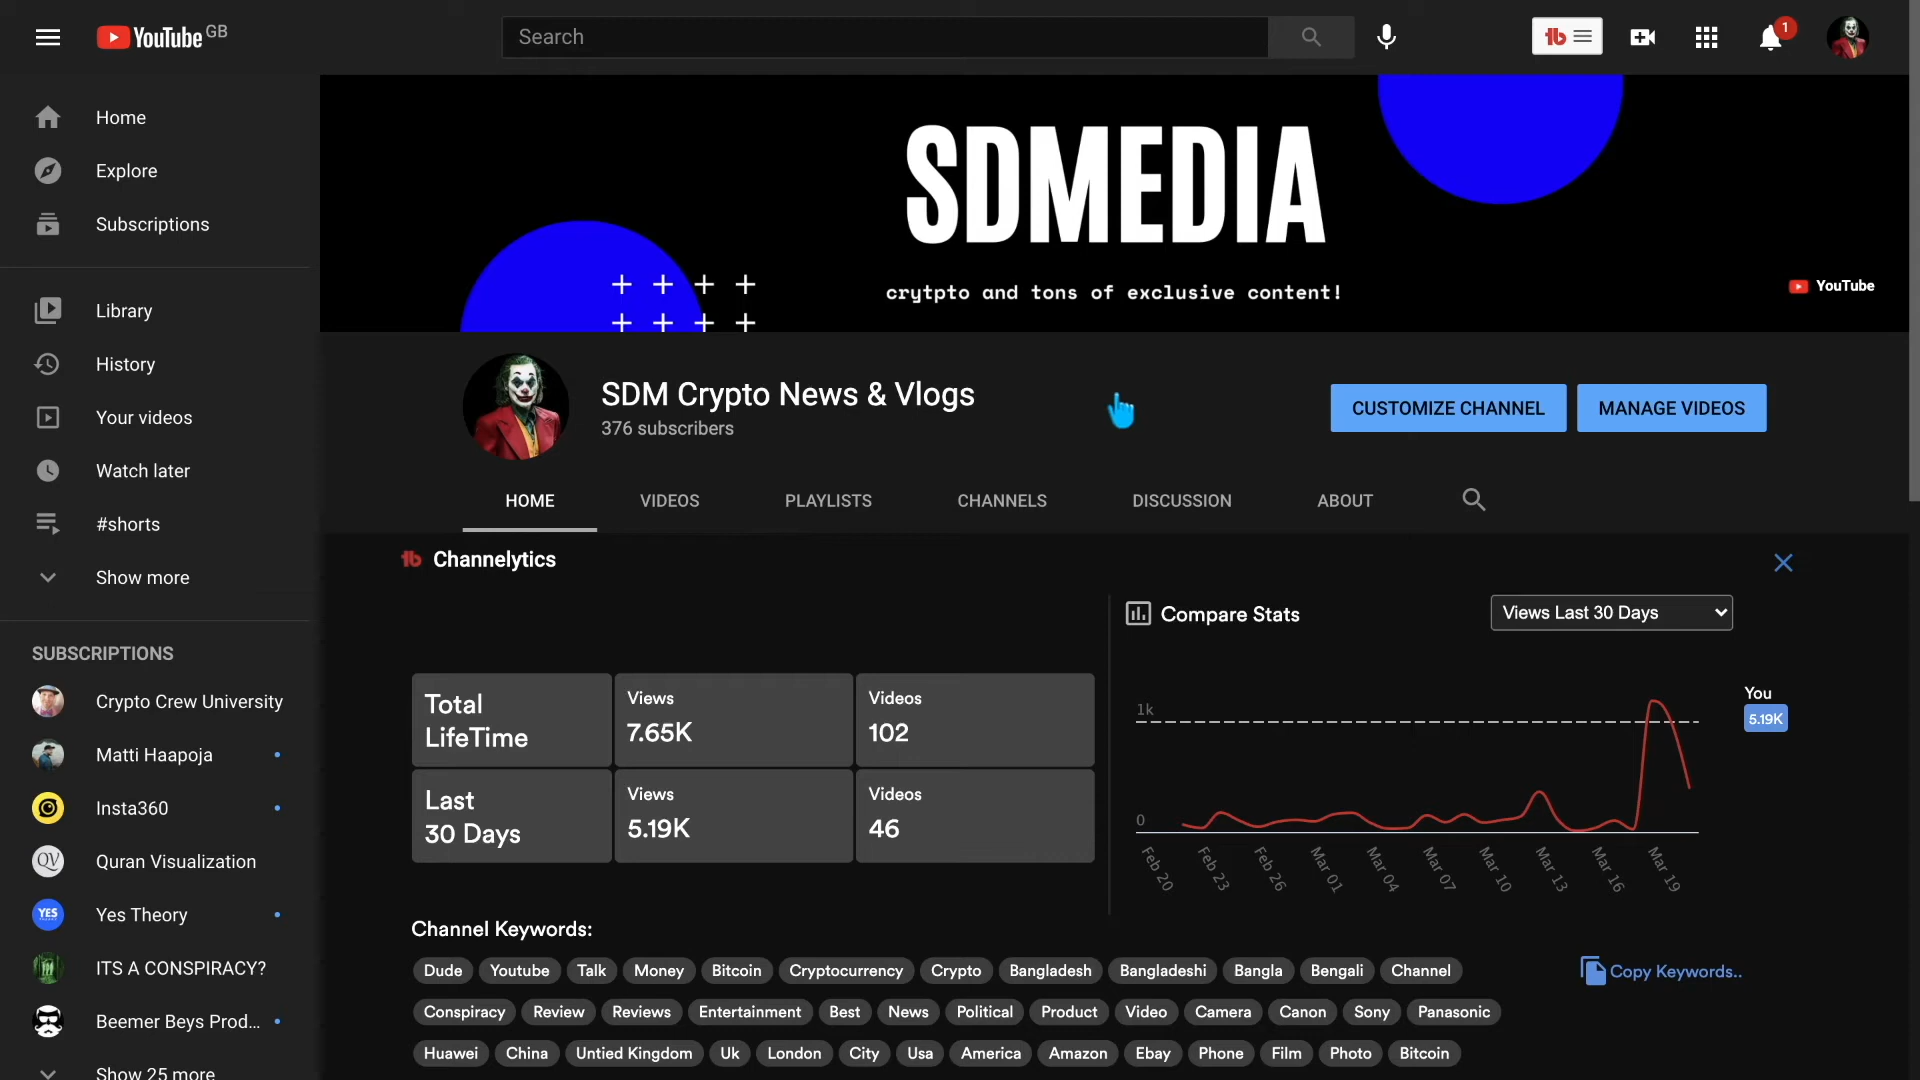 YouTube GB
Search
1
Home
Explore
Subscriptions
Library
History
Your videos
Watch later
#shorts
Show more
SUBSCRIPTIONS
Crypto Crew University
Matti Haapoja
Insta360
Quran Visualization
Yes Theory
ITS A CONSPIRACY?
Beemer Beys Prod...
Show 25 more
QV
YES
SDMEDIA
crytpto and tons of exclusive content!
YouTube
SDM Crypto News & Vlogs
376 subscribers
CUSTOMIZE CHANNEL
MANAGE VIDEOS
HOME VIDEOS PLAYLISTS CHANNELS DISCUSSION ABOUT
Channelytics
Total
LifeTime
Views
7.65K
Videos
102
Last
30 Days
Views
5.19K
Videos
46
Compare Stats
Views Last 30 Days
1k
0
Feb 20 Feb 23 Feb 26 Mar 01 Mar 04 Mar 07 Mar 10 Mar 13 Mar 16 Mar 19
You
5.19K
Channel Keywords:
Dude Youtube Talk Money Bitcoin Cryptocurrency Crypto Bangladesh Bangladeshi Bangla Bengali Channel
Conspiracy Review Reviews Entertainment Best News Political Product Video Camera Canon Sony Panasonic
Huawei China Untied Kingdom Uk London City Usa America Amazon Ebay Phone Film Photo Bitcoin
Copy Keywords..